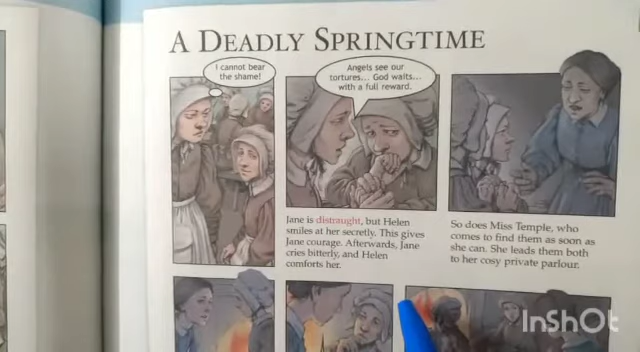 A DEADLY SPRINGTIME
I cannot bear
the shame!
Angels see our
tortures... God waits...
with a full reward.
Jane is distraught, but Helen
smiles at her secretly. This gives
Jane courage. Afterwards, Jane
cries bitterly, and Helen
comforts her.
So does Miss Temple, who
comes to find them as soon as
she can. She leads them both
to her cosy private parlour.
InShOt